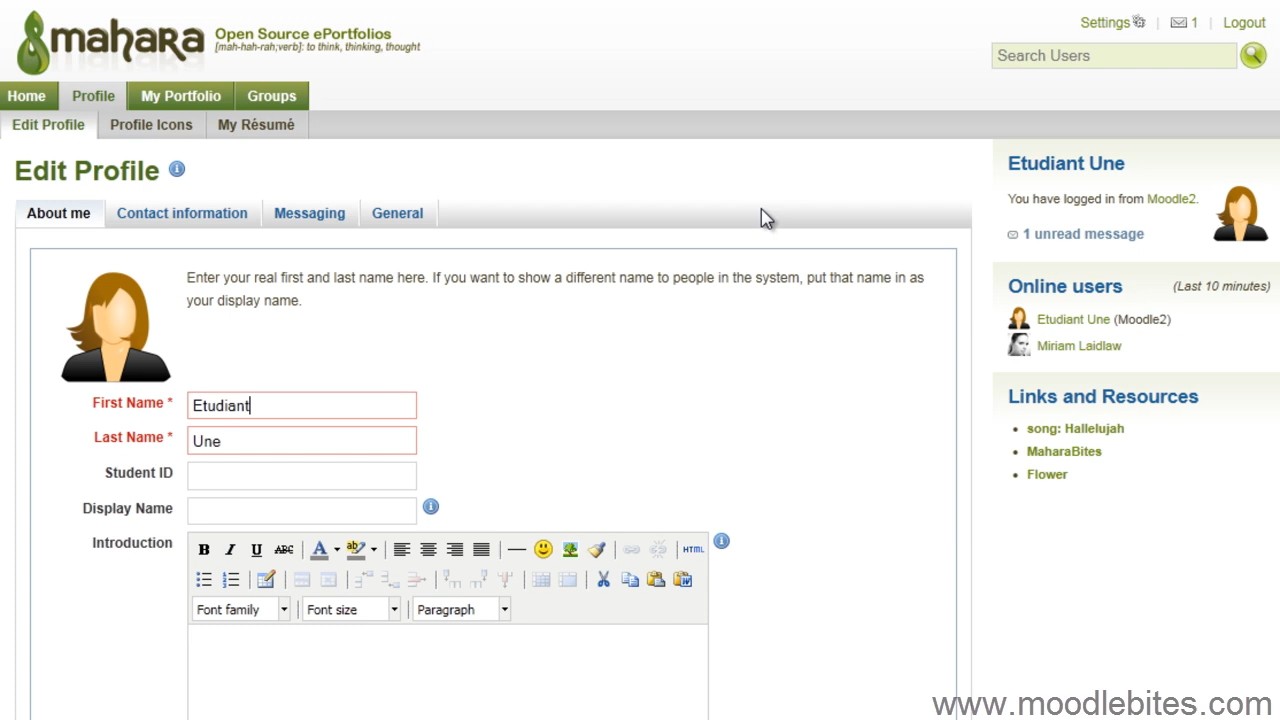 mahara
Open Source ePortfolios
[mah-hah-rah;verb]: to think, thinking, thought
Settings | 1 | Logout
Search Users
Home Profile My Portfolio Groups
Edit Profile Profile Icons My Résumé
Edit Profile
About me Contact information Messaging General
Enter your real first and last name here. If you want to show a different name to people in the system, put that name in as
your display name.
First Name * Etudiant
Last Name * Une
Student ID
Display Name
Introduction
B I U ABC A ab HTML
Font family Font size Paragraph
Etudiant Une
You have logged in from Moodle2.
1 unread message
Online users (Last 10 minutes)
Etudiant Une (Moodle2)
Miriam Laidlaw
Links and Resources
song: Hallelujah
MaharaBites
Flower
www.moodlebites.com